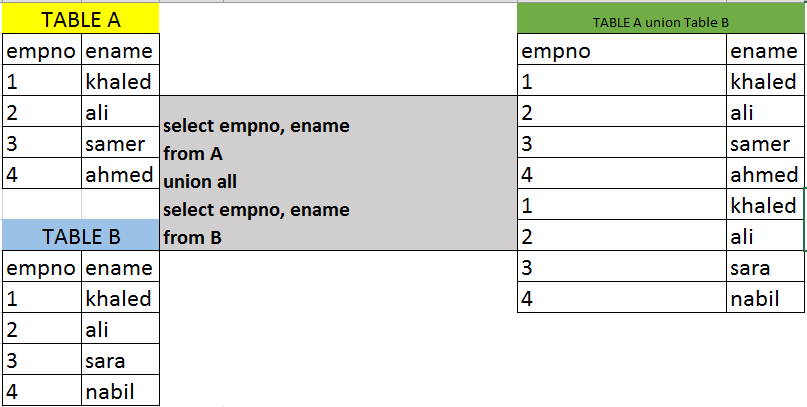 TABLE A
empno ename
1 khaled
2 ali
3 samer
4 ahmed
TABLE B
empno ename
1 khaled
2 ali
3 sara
4 nabil
select empno, ename
from A
union all
select empno, ename
from B
TABLE A union Table B
empno ename
1 khaled
2 ali
3 samer
4 ahmed
1 khaled
2 ali
3 sara
4 nabil